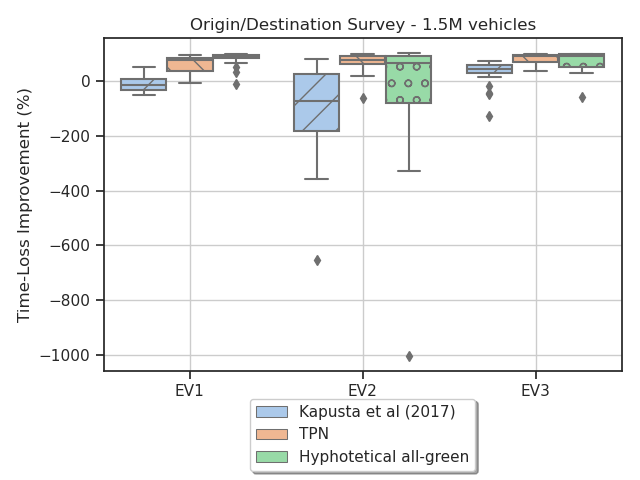 Origin/Destination Survey - 1.5M vehicles
Time-Loss Improvement (%)
0
−200
−400
−600
−800
−1000
EV1
EV2
EV3
Kapusta et al (2017)
TPN
Hyphotetical all-green